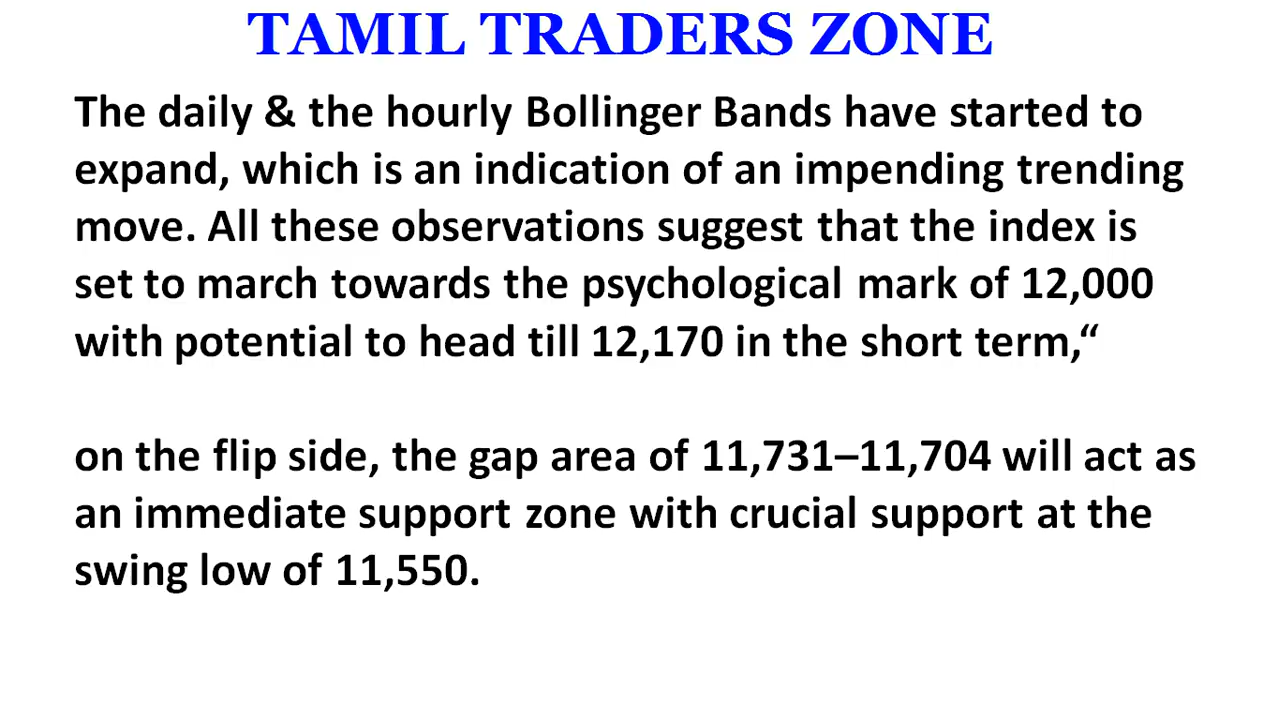 TAMIL TRADERS ZONE
The daily & the hourly Bollinger Bands have started to
expand, which is an indication of an impending trending
move. All these observations suggest that the index is
set to march towards the psychological mark of 12,000
with potential to head till 12,170 in the short term,“
on the flip side, the gap area of 11,731–11,704 will act as
an immediate support zone with crucial support at the
swing low of 11,550.